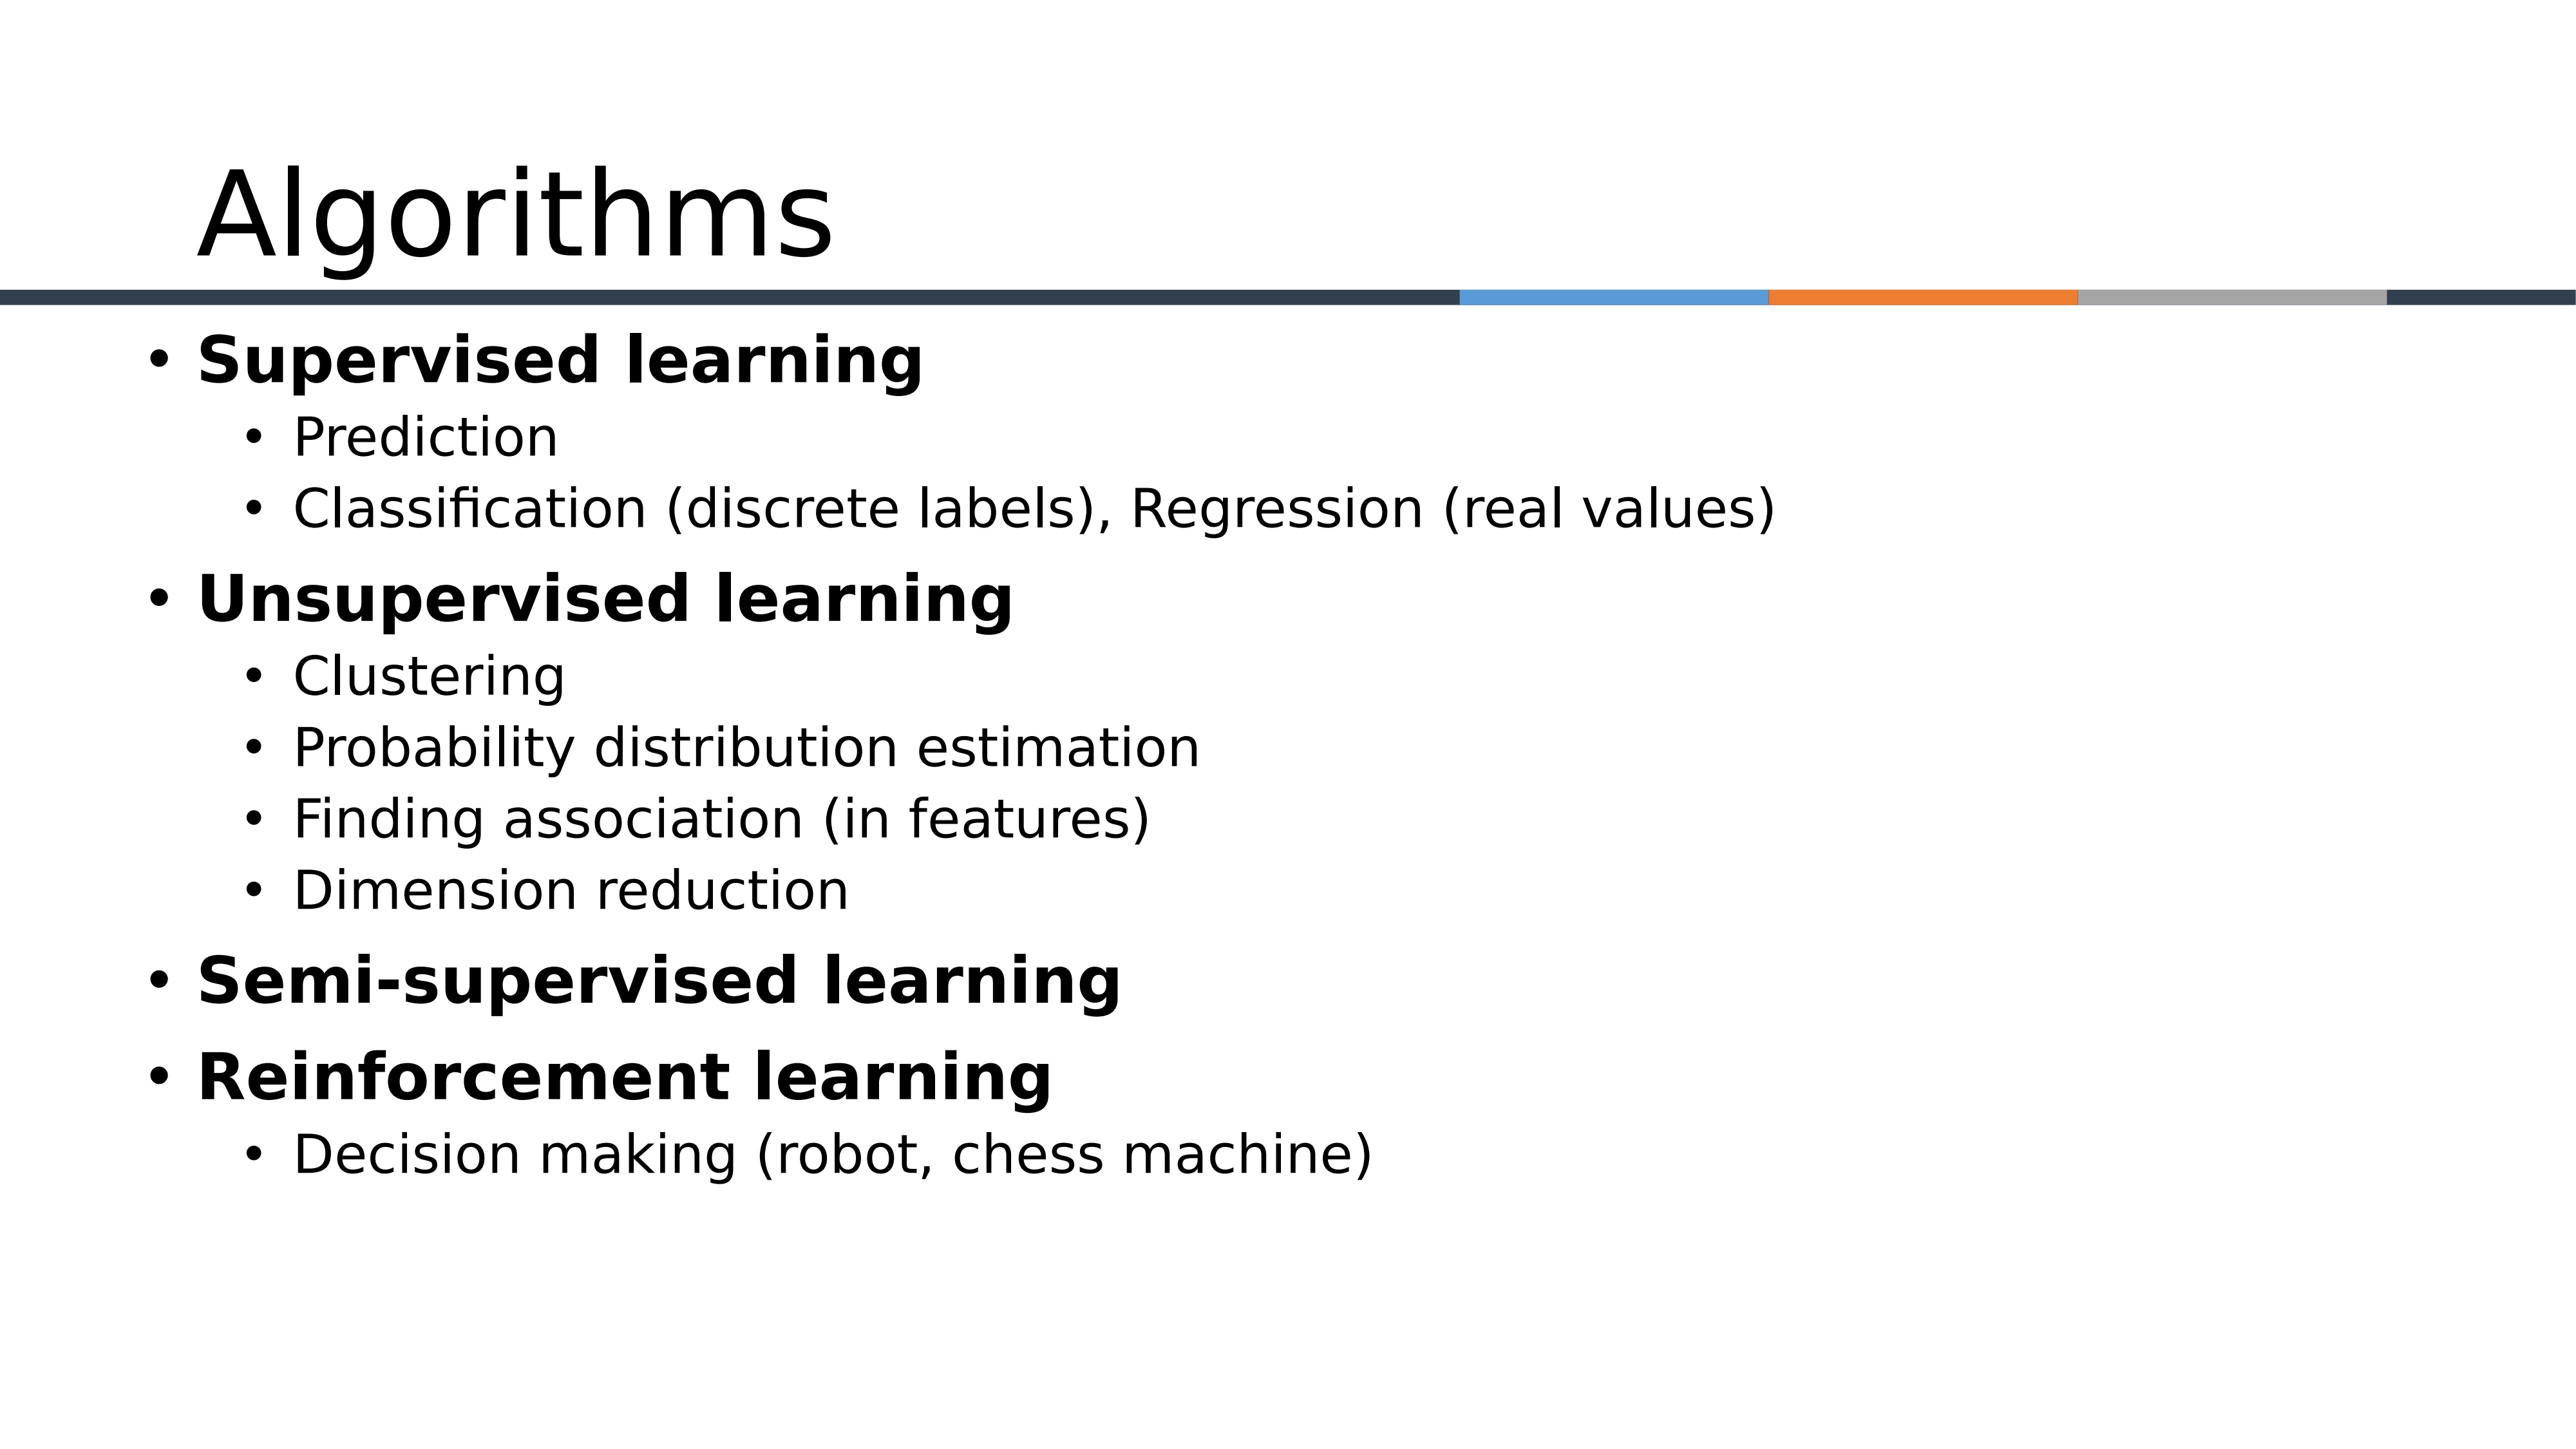 Algorithms
• Supervised learning
• Prediction
• Classification (discrete labels), Regression (real values)
• Unsupervised learning
• Clustering
• Probability distribution estimation
• Finding association (in features)
• Dimension reduction
• Semi-supervised learning
• Reinforcement learning
• Decision making (robot, chess machine)